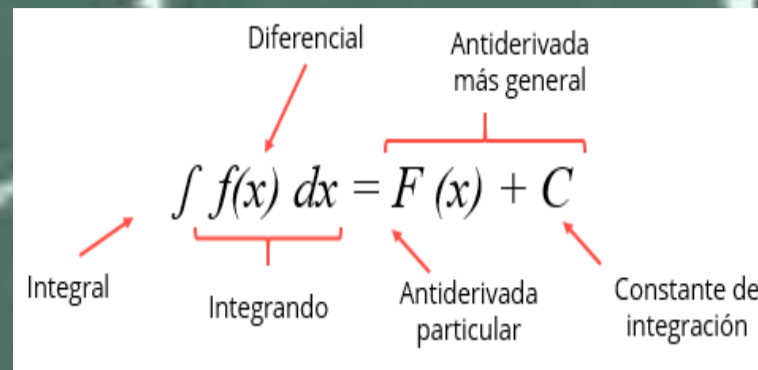 Diferencial
Antiderivada
más general
∫ f(x) dx = F (x) + C
Integral
Integrando
Antiderivada
particular
Constante de
integración